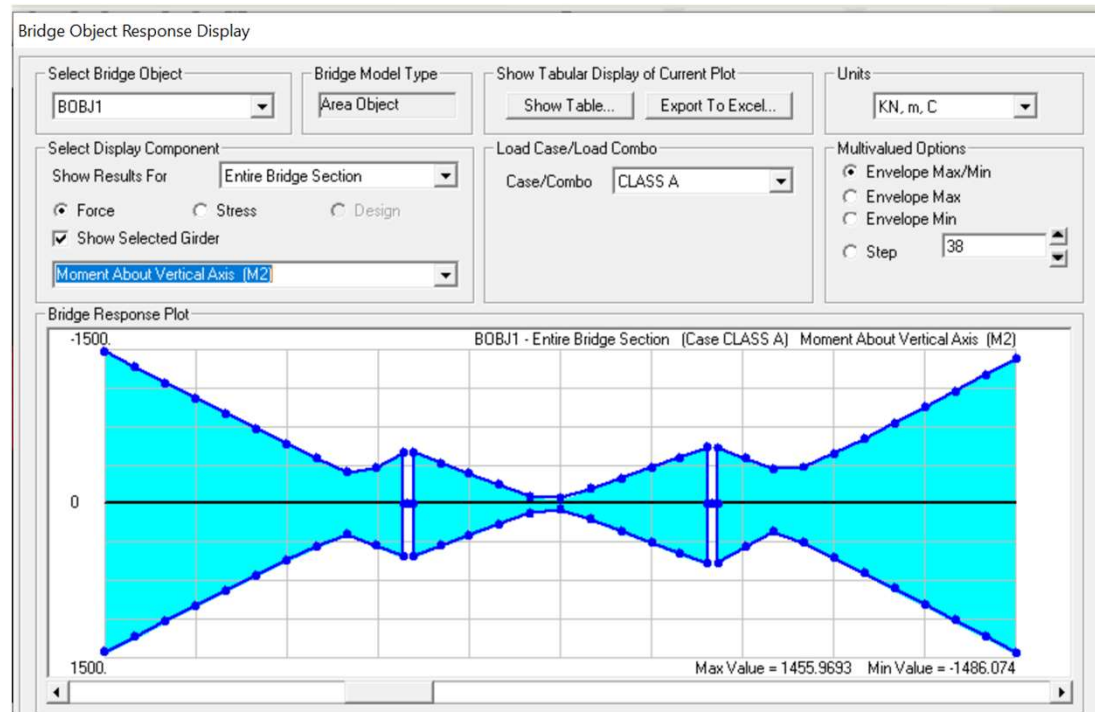 Bridge Object Response Display
Select Bridge Object
BOBJ1
Bridge Model Type
Area Object
Show Tabular Display of Current Plot
Show Table...
Export To Excel...
Units
KN, m, C
Select Display Component
Show Results For
Entire Bridge Section
Force
Stress
Design
Show Selected Girder
Moment About Vertical Axis (M2)
Load Case/Load Combo
Case/Combo
CLASS A
Multivalued Options
Envelope Max/Min
Envelope Max
Envelope Min
Step
38
Bridge Response Plot
-1500.
BOBJ1 - Entire Bridge Section (Case CLASS A) Moment About Vertical Axis (M2)
0
1500.
Max Value = 1455.9693 Min Value = -1486.074